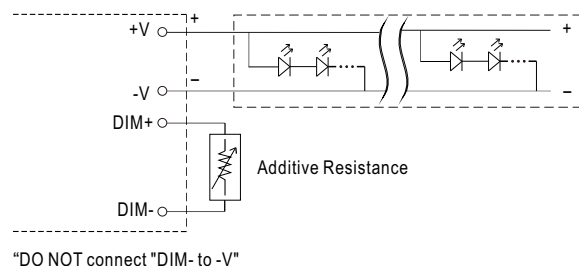 +V
+
+
-V
–
–
DIM+
Additive Resistance
DIM-
“DO NOT connect "DIM- to -V"